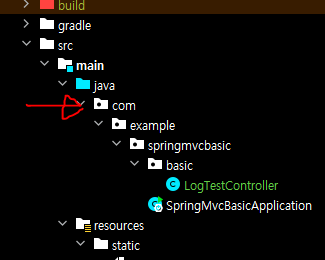 build
gradle
src
main
java
com
example
springmvcbasic
basic
LogTestController
SpringMvcBasicApplication
resources
static